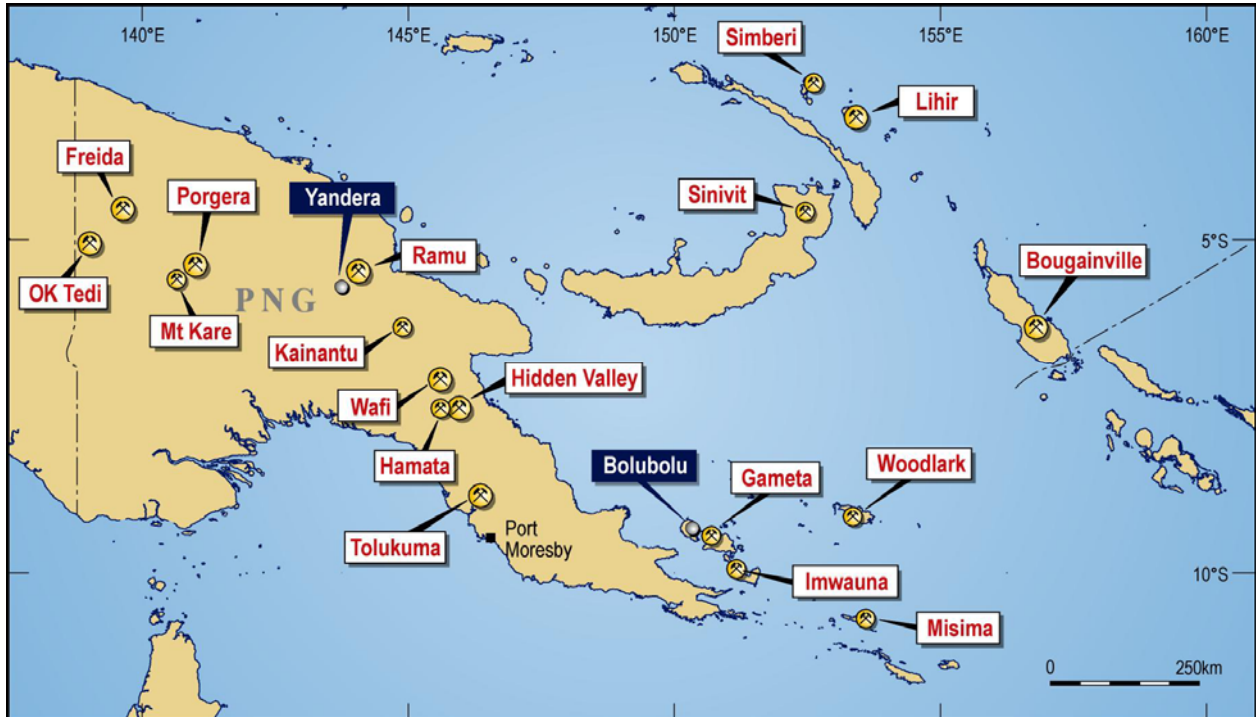 140°E
145°E
150°E
155°E
160°E
Simberi
Lihir
Freida
Porgera
Yandera
Sinivit
Ramu
5°S
Bougainville
OK Tedi
PNG
Mt Kare
Kainantu
Hidden Valley
Wafi
Hamata
Bolubolu
Gameta
Woodlark
Tolukuma
Port
Moresby
10°S
Imwauna
Misima
0
250km